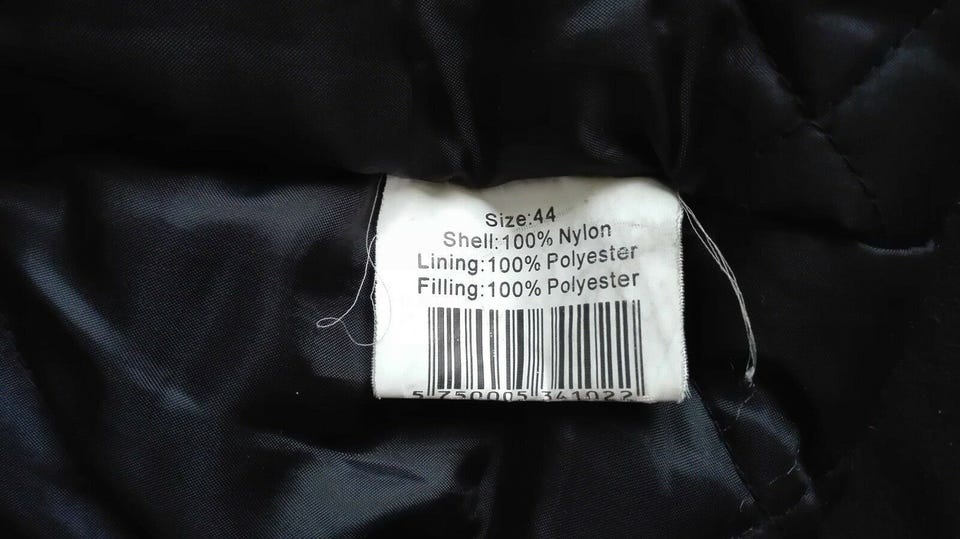 Size:44
Shell:100% Nylon
Lining:100% Polyester
Filling:100% Polyester
5 750005 341022